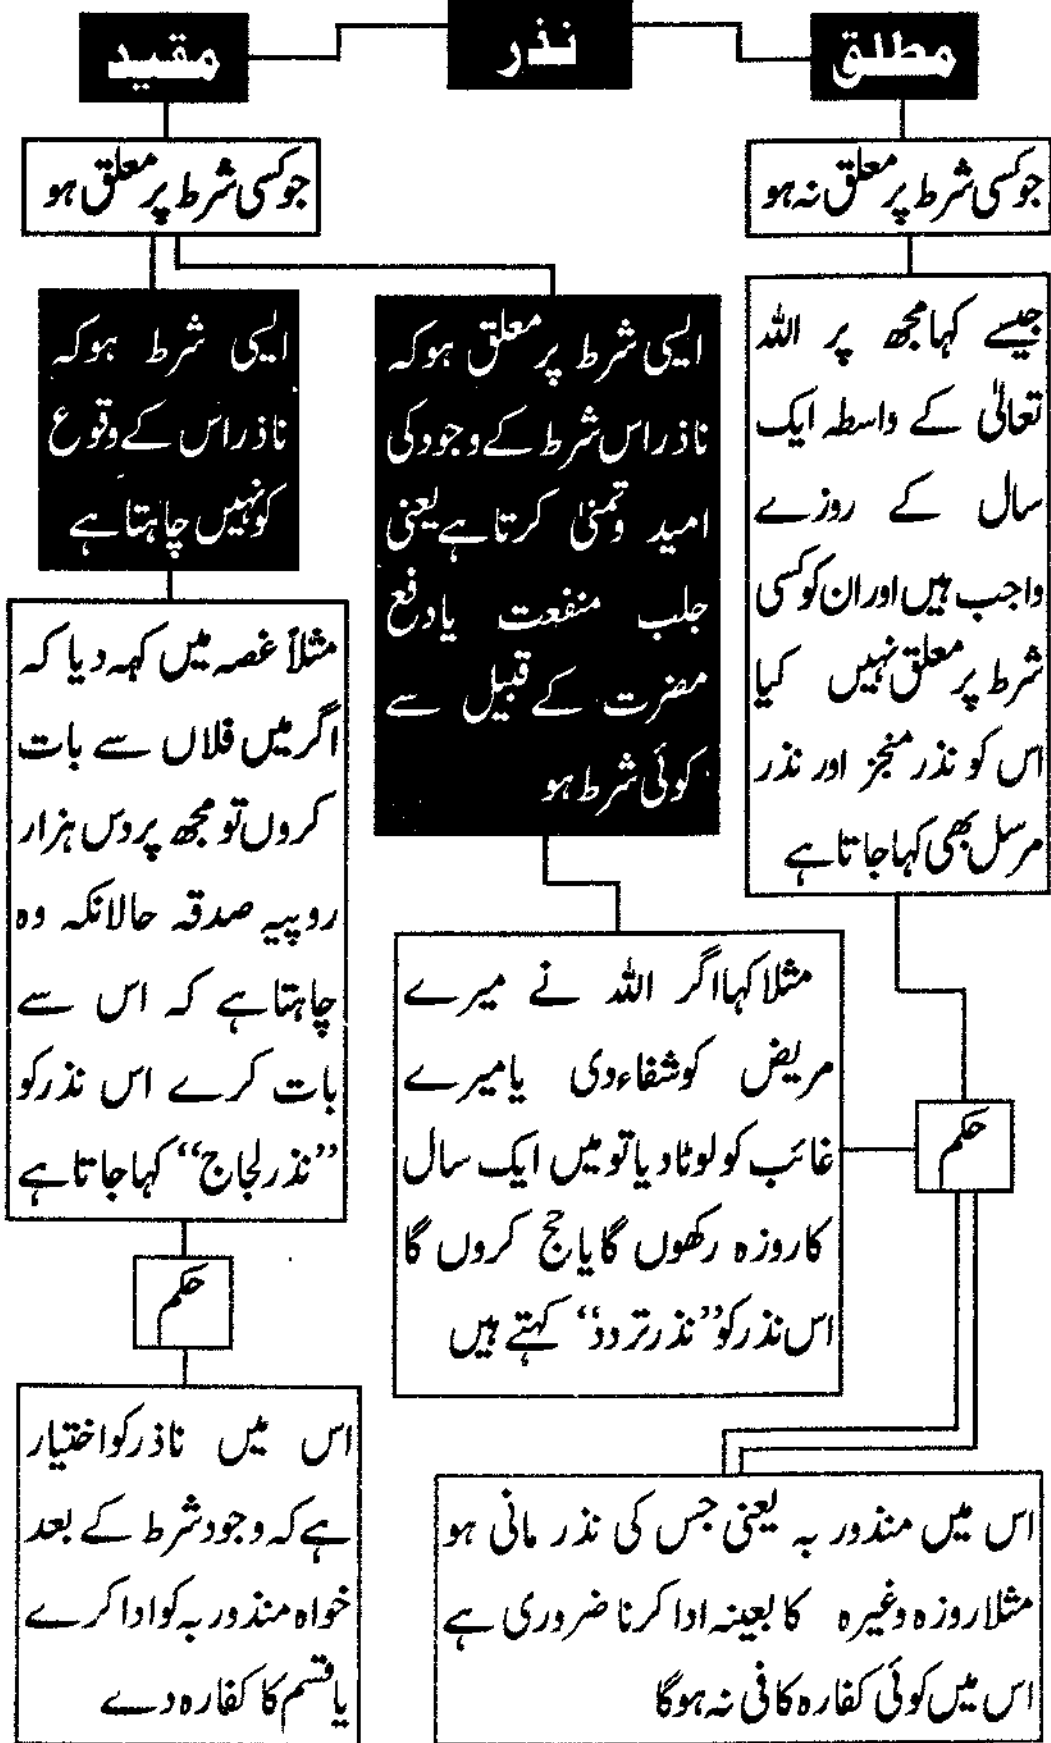 نذر
مطلق
مقید
جو کسی شرط پر معلق نہ ہو
جو کسی شرط پر معلق ہو
جیسے کہا مجھ پر اللہ
تعالیٰ کے واسطہ ایک
سال کے روزے
واجب ہیں اور ان کو کسی
شرط پر معلق نہیں کیا
اس کو نذر منجز اور نذر
مرسل بھی کہا جاتا ہے
ایسی شرط پر معلق ہو کہ
ناذر اس شرط کے وجود کی
امید وتمنیٰ کرتا ہے یعنی
جلب منفعت یا دفع
مضرت کے قبیل سے
کوئی شرط ہو
ایسی شرط ہو کہ
ناذر اس کے وقوع
کو نہیں چاہتا ہے
مثلاً غصہ میں کہہ دیا کہ
اگر میں فلاں سے بات
کروں تو مجھ پر دس ہزار
روپیہ صدقہ حالانکہ وہ
چاہتا ہے کہ اس سے
بات کرے اس نذر کو
”نذر لجاج“ کہا جاتا ہے
مثلا کہا اگر اللہ نے میرے
مریض کو شفاء دی یا میرے
غائب کو لوٹا دیا تو میں ایک سال
کا روزہ رکھوں گا یا حج کروں گا
اس نذر کو ”نذر تردد“ کہتے ہیں
حکم
حکم
اس میں منذور بہ یعنی جس کی نذر مانی ہو
مثلا روزہ وغیرہ کا بعینہ ادا کرنا ضروری ہے
اس میں کوئی کفارہ کافی نہ ہوگا
اس میں ناذر کو اختیار
ہے کہ وجود شرط کے بعد
خواہ منذور بہ کو ادا کرے
یا قسم کا کفارہ دے